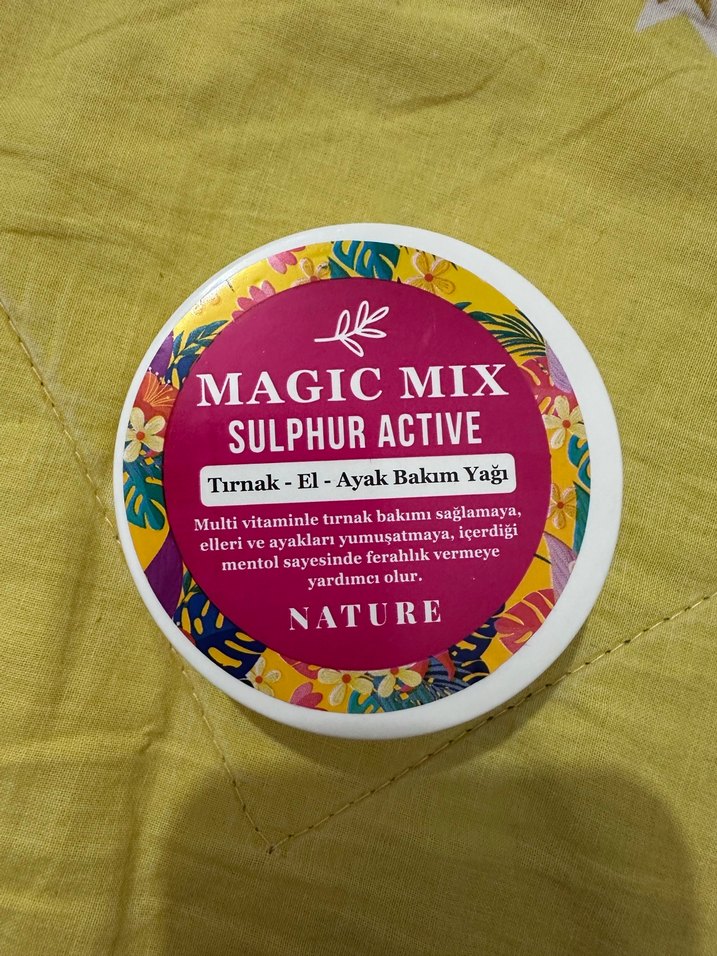 MAGIC MIX
SULPHUR ACTIVE
Tırnak - El - Ayak Bakım Yağı
Multi vitaminle tırnak bakımı sağlamaya,
elleri ve ayakları yumuşatmaya, içerdiği
mentol sayesinde ferahlık vermeye
yardımcı olur.
NATURE